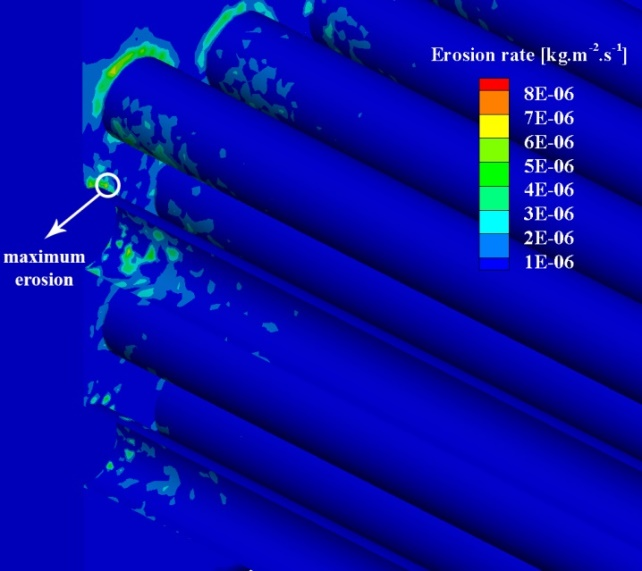 Erosion rate [kg.m⁻².s⁻¹]
8E-06
7E-06
6E-06
5E-06
4E-06
3E-06
2E-06
1E-06
maximum
erosion